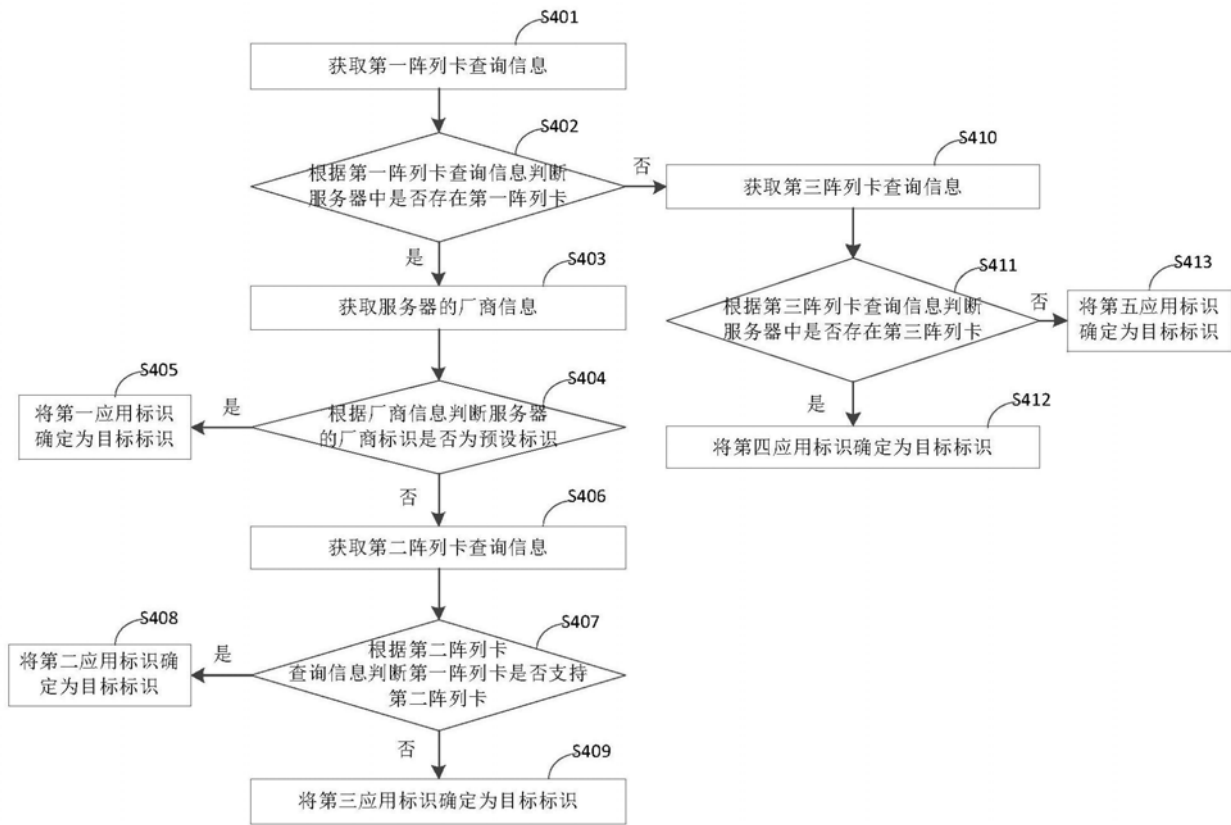 S401
获取第一阵列卡查询信息
S402
根据第一阵列卡查询信息判断
服务器中是否存在第一阵列卡
否
S410
获取第三阵列卡查询信息
是
S403
获取服务器的厂商信息
S411
根据第三阵列卡查询信息判断
服务器中是否存在第三阵列卡
否
S413
将第五应用标识
确定为目标标识
是
S412
将第四应用标识确定为目标标识
S404
根据厂商信息判断服务器
的厂商标识是否为预设标识
是
S405
将第一应用标识
确定为目标标识
否
S406
获取第二阵列卡查询信息
S407
根据第二阵列卡
查询信息判断第一阵列卡是否支持
第二阵列卡
是
S408
将第二应用标识确
定为目标标识
否
S409
将第三应用标识确定为目标标识